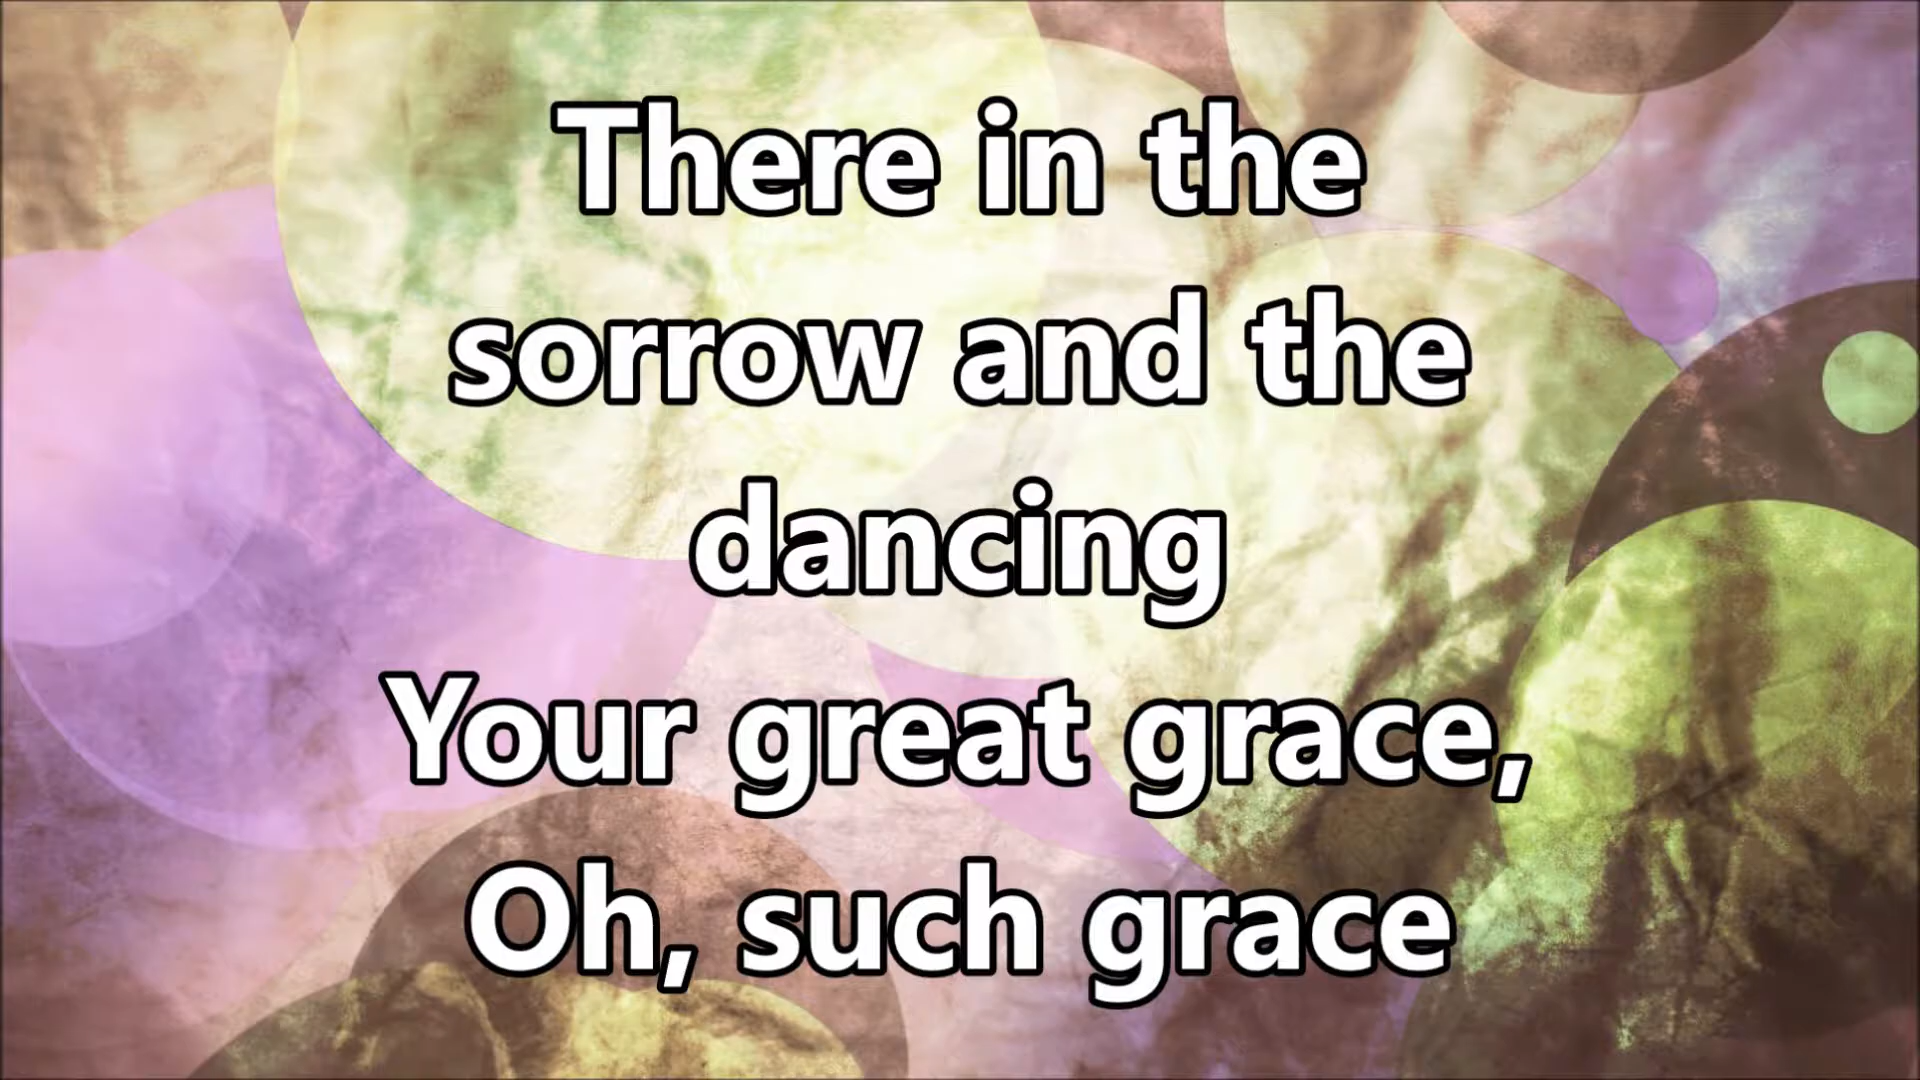 There in the
sorrow and the
dancing
Your great grace,
Oh, such grace